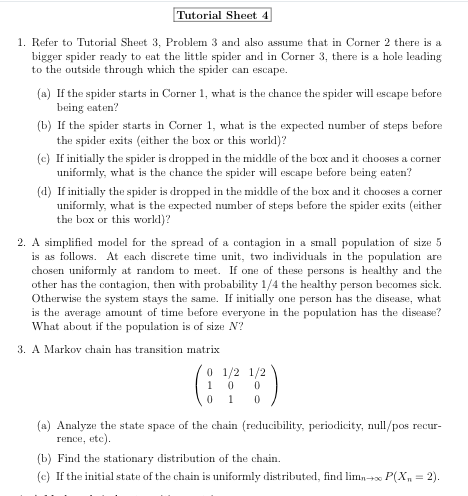 Tutorial Sheet 4
1. Refer to Tutorial Sheet 3, Problem 3 and also assume that in Corner 2 there is a
bigger spider ready to eat the little spider and in Corner 3, there is a hole leading
to the outside through which the spider can escape.
(a) If the spider starts in Corner 1, what is the chance the spider will escape before
being eaten?
(b) If the spider starts in Corner 1, what is the expected number of steps before
the spider exits (either the box or this world)?
(c) If initially the spider is dropped in the middle of the box and it chooses a corner
uniformly, what is the chance the spider will escape before being eaten?
(d) If initially the spider is dropped in the middle of the box and it chooses a corner
uniformly, what is the expected number of steps before the spider exits (either
the box or this world)?
2. A simplified model for the spread of a contagion in a small population of size 5
is as follows. At each discrete time unit, two individuals in the population are
chosen uniformly at random to meet. If one of these persons is healthy and the
other has the contagion, then with probability 1/4 the healthy person becomes sick.
Otherwise the system stays the same. If initially one person has the disease, what
is the average amount of time before everyone in the population has the disease?
What about if the population is of size N?
3. A Markov chain has transition matrix
0 1/2 1/2
1 0 0
0 1 0
(a) Analyze the state space of the chain (reducibility, periodicity, null/pos recur-
rence, etc).
(b) Find the stationary distribution of the chain.
(c) If the initial state of the chain is uniformly distributed, find limₙ→∞ P(Xₙ = 2).